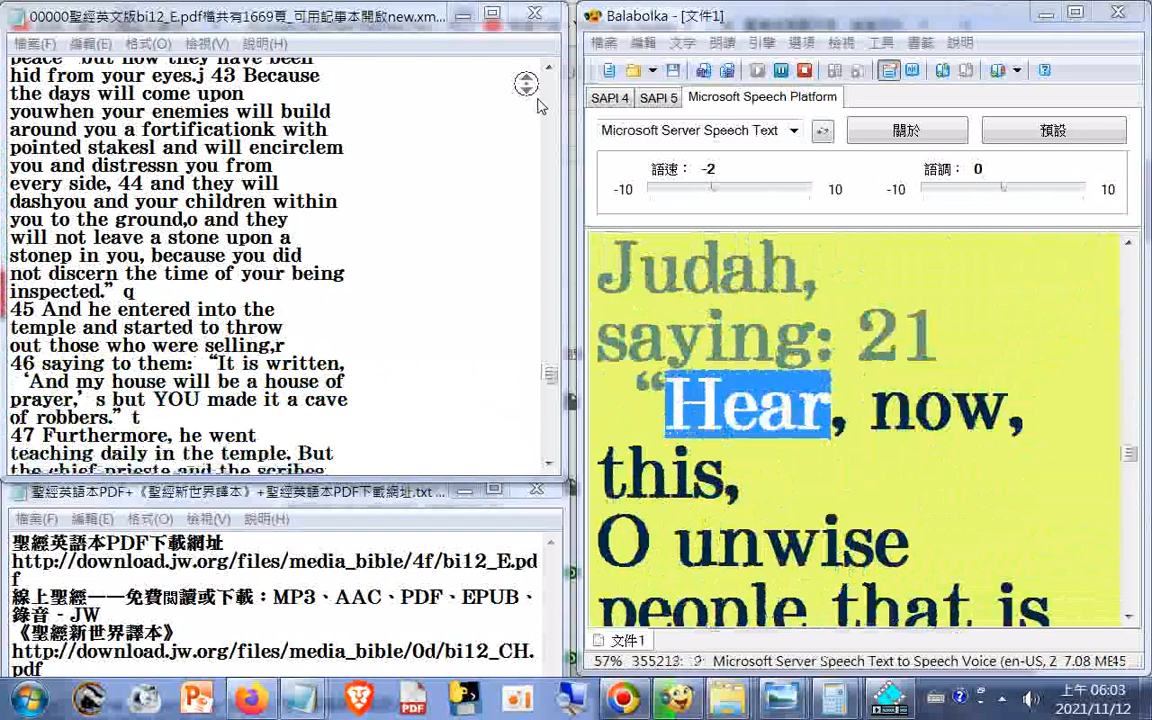 00000聖經英文版bi12_E.pdf檔共有1669頁_可用記事本開啟new.xm...
檔案(F) 編輯(E) 格式(O) 檢視(V) 說明(H)
peace but now they have been
hid from your eyes.j 43 Because
the days will come upon
youwhen your enemies will build
around you a fortificationk with
pointed stakesl and will encirclem
you and distressn you from
every side, 44 and they will
dashyou and your children within
you to the ground,o and they
will not leave a stone upon a
stonep in you, because you did
not discern the time of your being
inspected.” q
45 And he entered into the
temple and started to throw
out those who were selling,r
46 saying to them: “It is written,
‘And my house will be a house of
prayer,’ s but YOU made it a cave
of robbers.” t
47 Furthermore, he went
teaching daily in the temple. But
the chief priests and the scribes
聖經英語本PDF+《聖經新世界譯本》+聖經英語本PDF下載網址.txt ...
檔案(F) 編輯(E) 格式(O) 檢視(V) 說明(H)
聖經英語本PDF下載網址
http://download.jw.org/files/media_bible/4f/bi12_E.pd
f
線上聖經——免費閱讀或下載：MP3、AAC、PDF、EPUB、
錄音 - JW
《聖經新世界譯本》
http://download.jw.org/files/media_bible/0d/bi12_CH.
pdf
Balabolka - [文件1]
檔案 編輯 文字 朗讀 引擎 選項 檢視 工具 書籤 說明
SAPI 4 SAPI 5 Microsoft Speech Platform
Microsoft Server Speech Text 關於 預設
語速： -2 語調： 0
-10 10 -10 10
Judah,
saying: 21
“Hear, now,
this,
O unwise
people that is
文件1
57% Microsoft Server Speech Text to Speech Voice (en-US, Z 7.08 MB
上午 06:03
2021/11/12